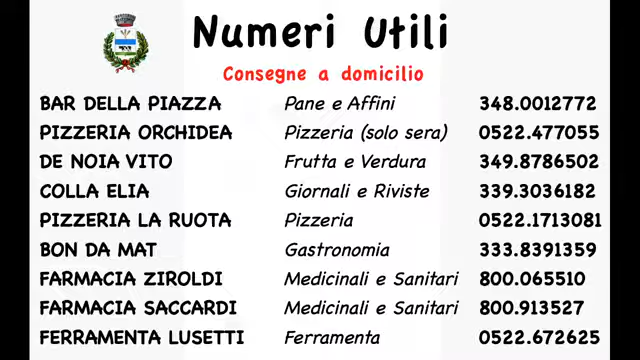 Numeri Utili
Consegne a domicilio
BAR DELLA PIAZZA Pane e Affini 348.0012772
PIZZERIA ORCHIDEA Pizzeria (solo sera) 0522.477055
DE NOIA VITO Frutta e Verdura 349.8786502
COLLA ELIA Giornali e Riviste 339.3036182
PIZZERIA LA RUOTA Pizzeria 0522.1713081
BON DA MAT Gastronomia 333.8391359
FARMACIA ZIROLDI Medicinali e Sanitari 800.065510
FARMACIA SACCARDI Medicinali e Sanitari 800.913527
FERRAMENTA LUSETTI Ferramenta 0522.672625